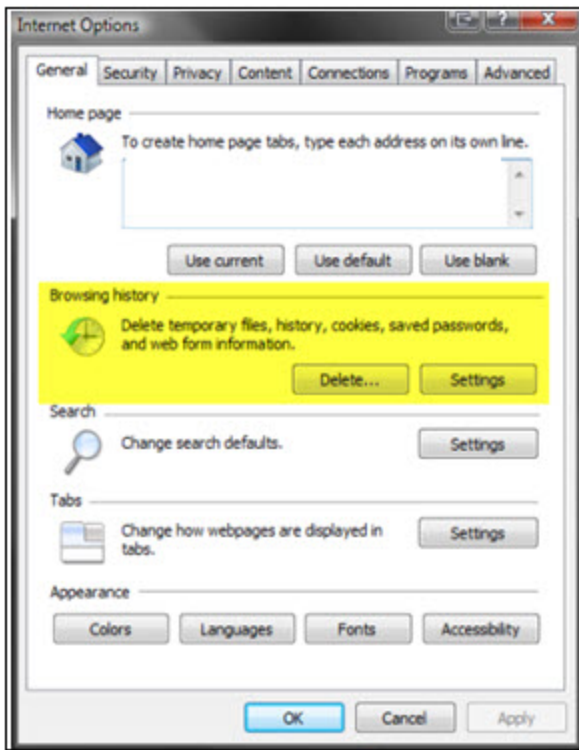 Internet Options
General Security Privacy Content Connections Programs Advanced
Home page
To create home page tabs, type each address on its own line.
Use current Use default Use blank
Browsing history
Delete temporary files, history, cookies, saved passwords,
and web form information.
Delete... Settings
Search
Change search defaults.
Settings
Tabs
Change how webpages are displayed in
tabs.
Settings
Appearance
Colors Languages Fonts Accessibility
OK Cancel Apply